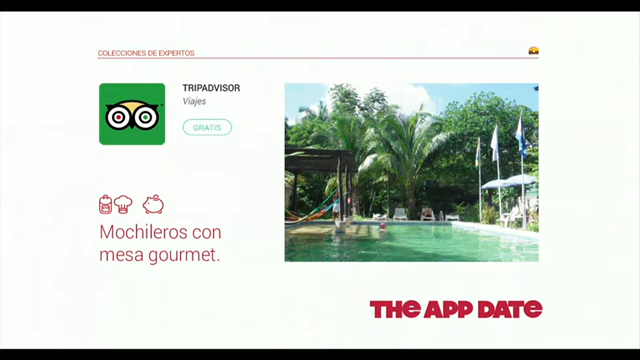 COLECCIONES DE EXPERTOS
TRIPADVISOR
Viajes
GRATIS
Mochileros con
mesa gourmet.
THE APP DATE